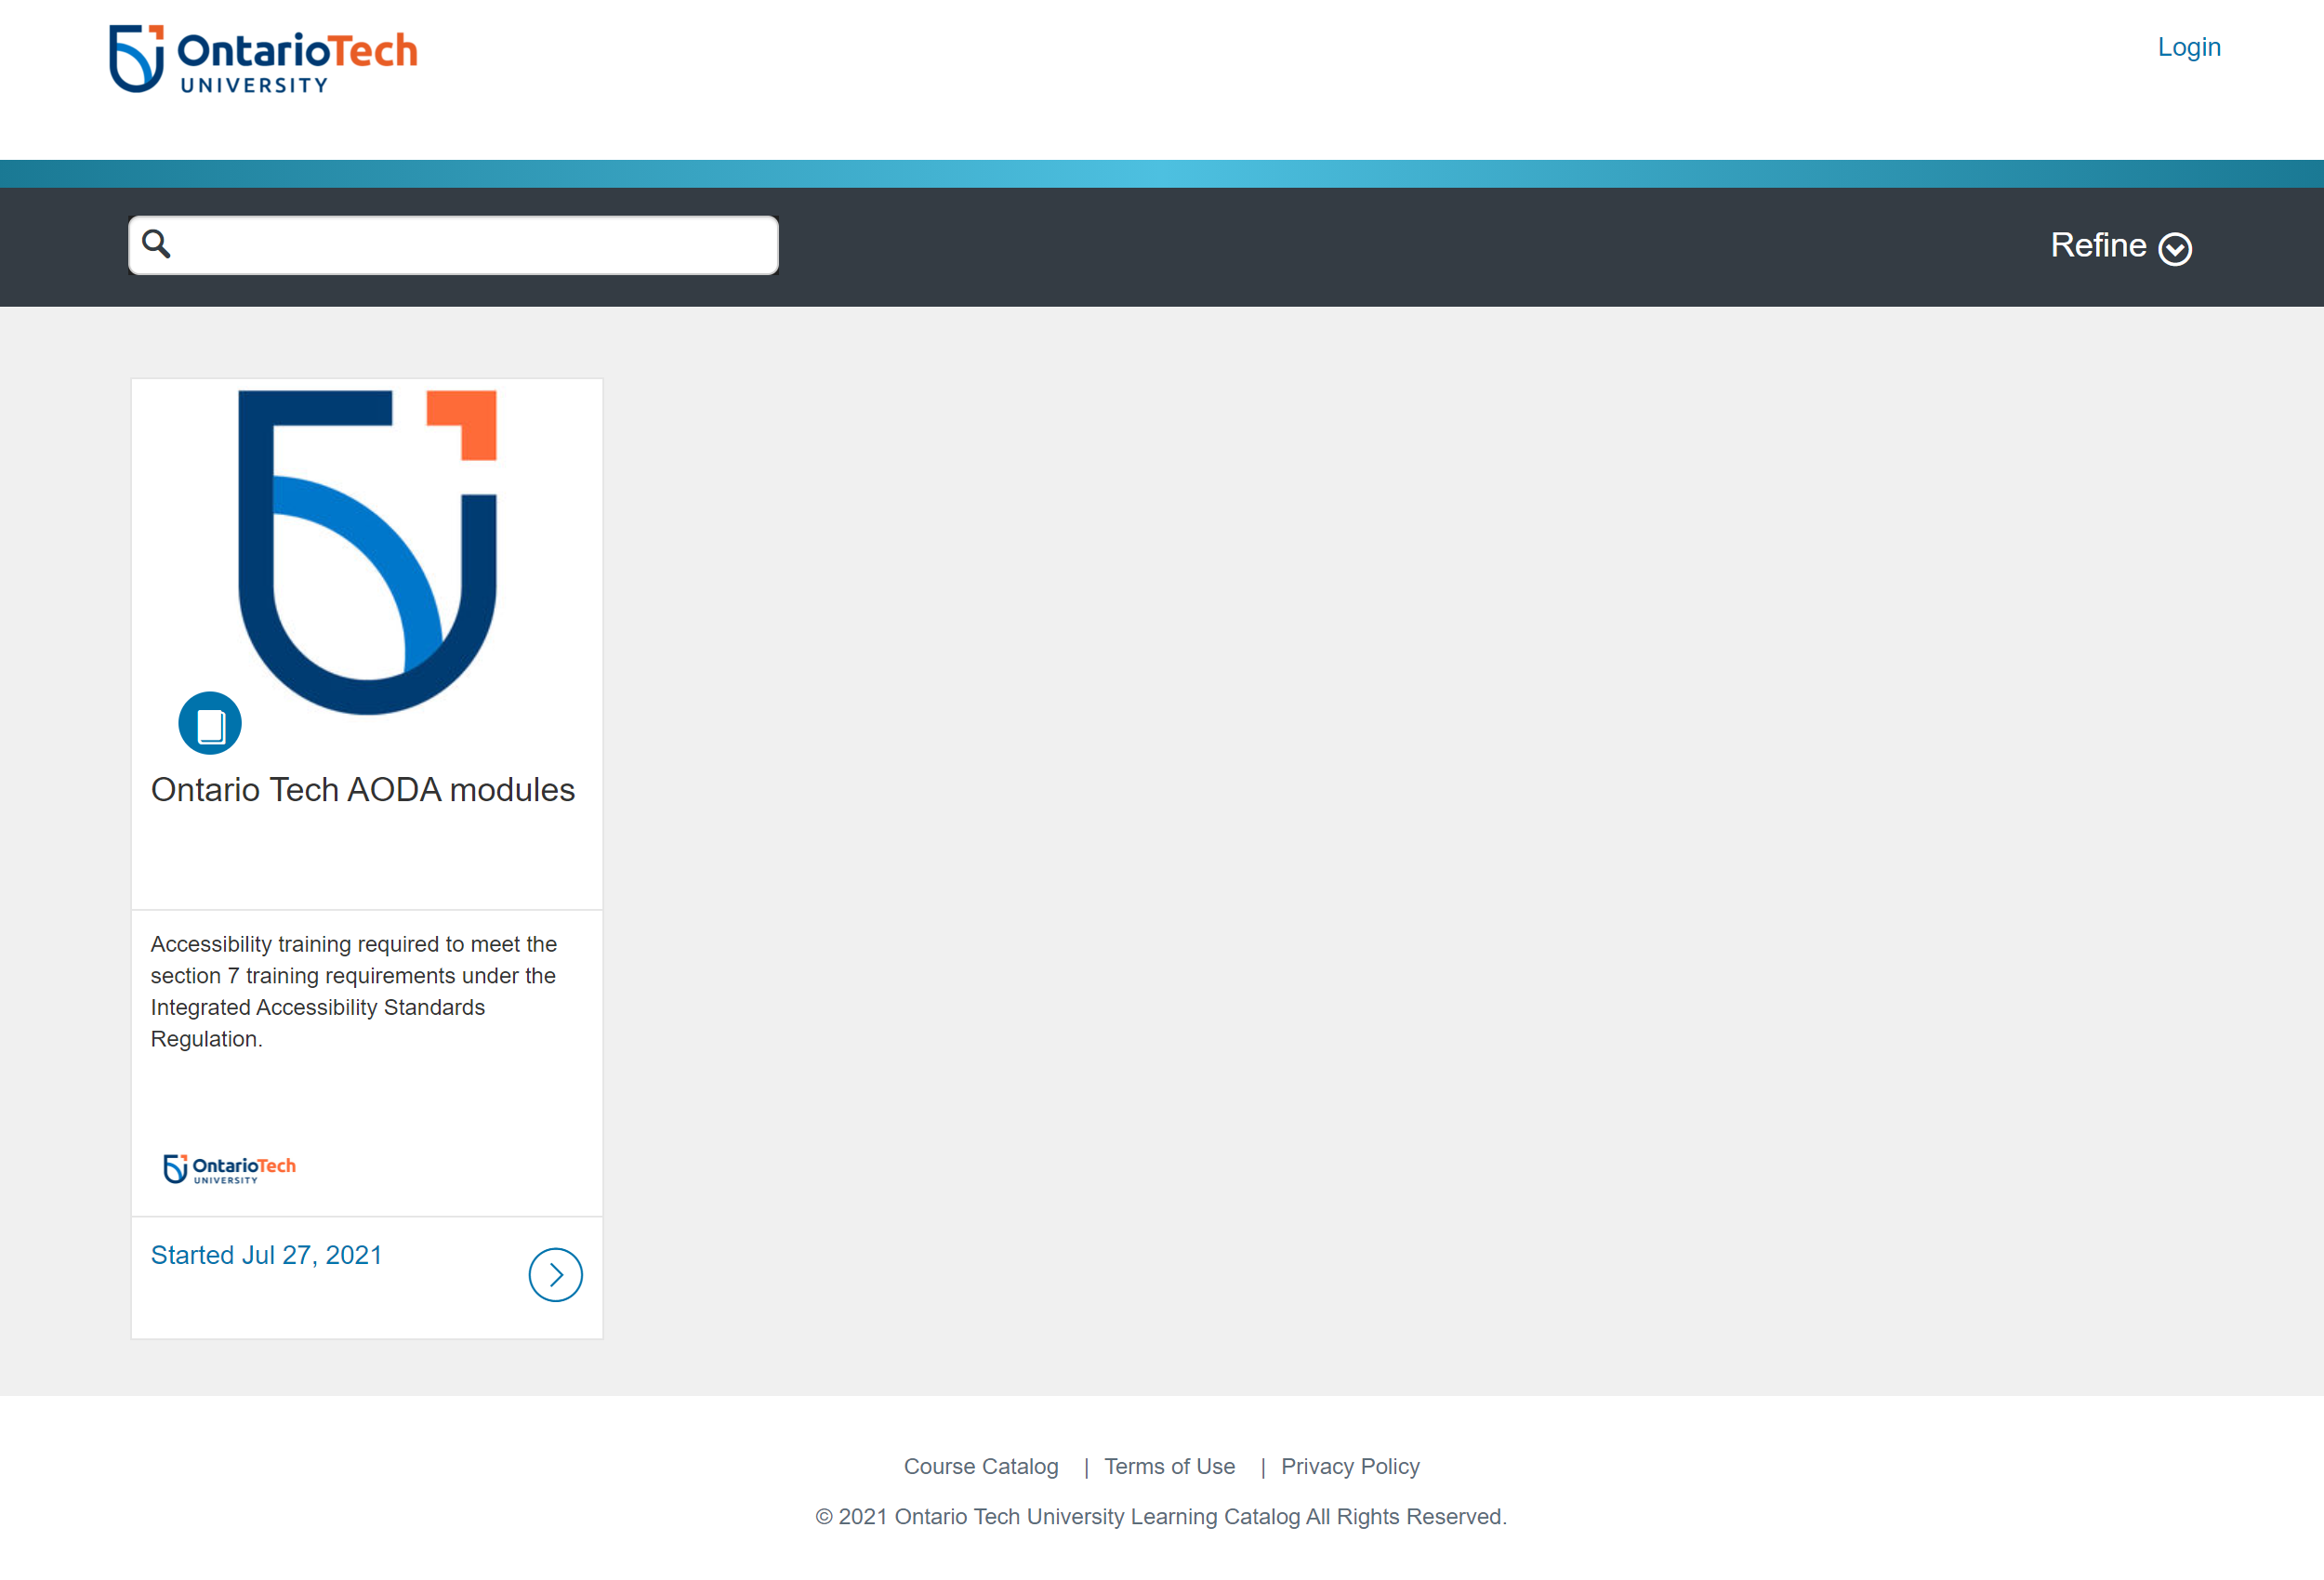 OntarioTech
UNIVERSITY
Login
Refine
Ontario Tech AODA modules
Accessibility training required to meet the
section 7 training requirements under the
Integrated Accessibility Standards
Regulation.
OntarioTech
UNIVERSITY
Started Jul 27, 2021
Course Catalog | Terms of Use | Privacy Policy
© 2021 Ontario Tech University Learning Catalog All Rights Reserved.